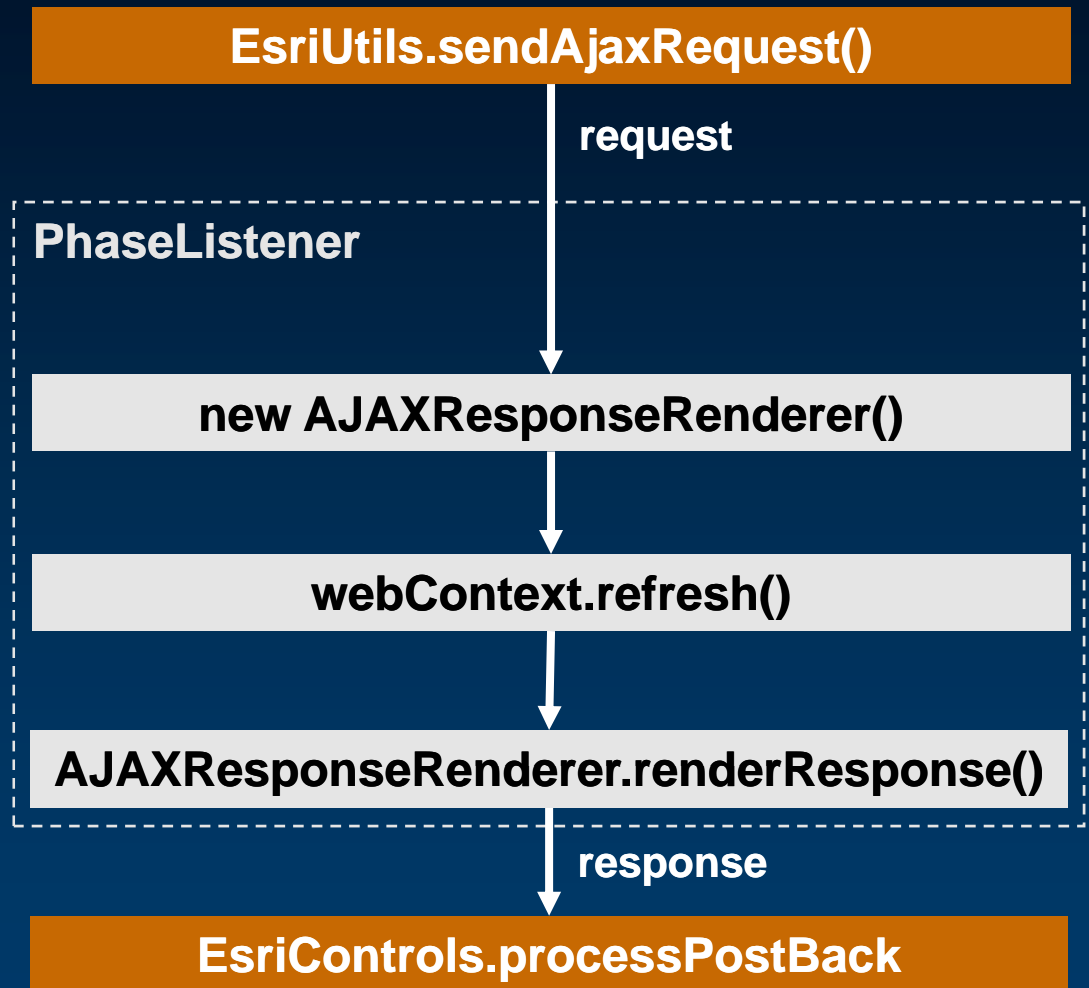 EsriUtils.sendAjaxRequest()
request
PhaseListener
new AJAXResponseRenderer()
webContext.refresh()
AJAXResponseRenderer.renderResponse()
response
EsriControls.processPostBack